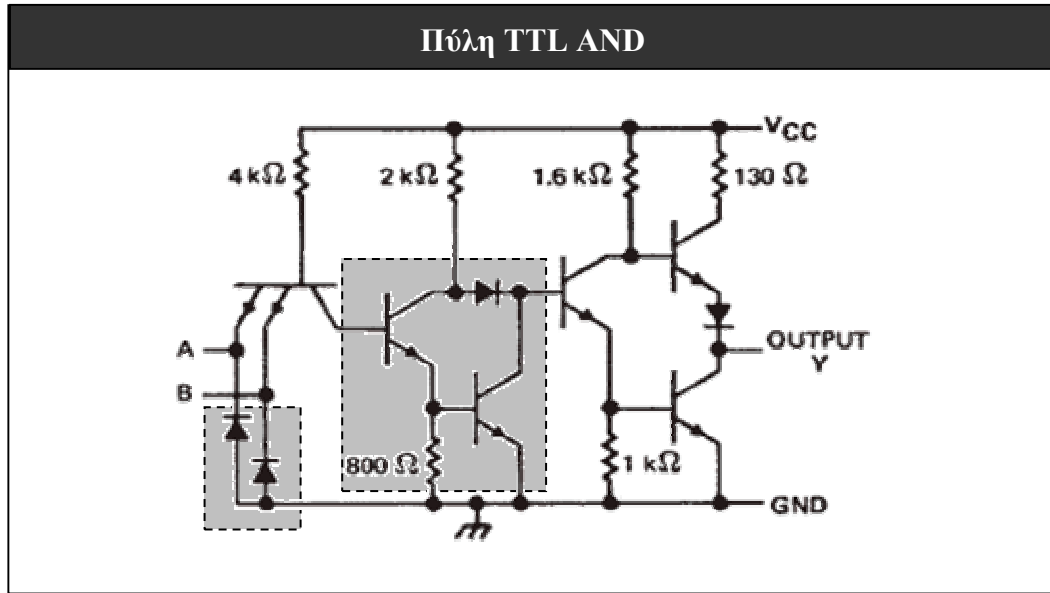 Πύλη TTL AND
VCC
4 kΩ
2 kΩ
1.6 kΩ
130 Ω
A
B
OUTPUT
Y
800 Ω
1 kΩ
GND